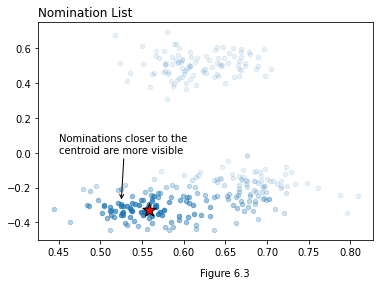 Nomination List
0.6
0.4
0.2
0.0
−0.2
−0.4
Nominations closer to the
centroid are more visible
0.45 0.50 0.55 0.60 0.65 0.70 0.75 0.80
Figure 6.3